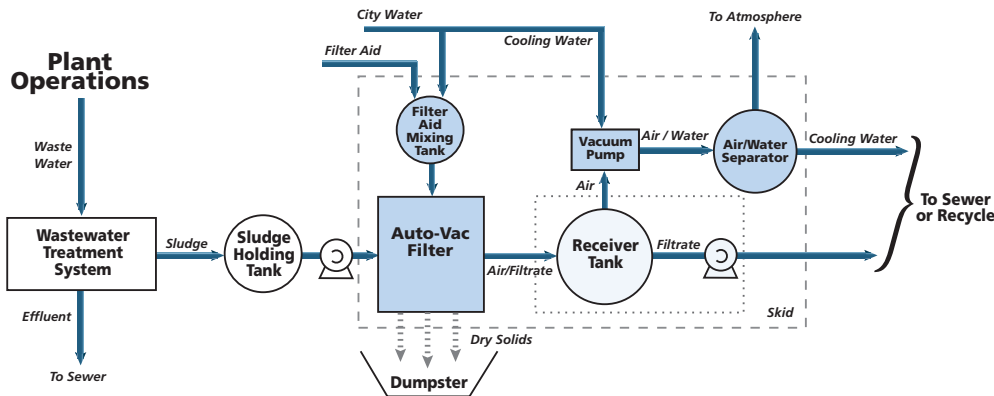 City Water
To Atmosphere
Cooling Water
Filter Aid
Plant
Operations
Filter
Aid
Mixing
Tank
Waste
Water
Vacuum
Pump
Air / Water
Air/Water
Separator
Cooling Water
Air
To Sewer
or Recycle
Wastewater
Treatment
System
Sludge
Sludge
Holding
Tank
Auto-Vac
Filter
Air/Filtrate
Receiver
Tank
Filtrate
Effluent
Skid
Dry Solids
To Sewer
Dumpster